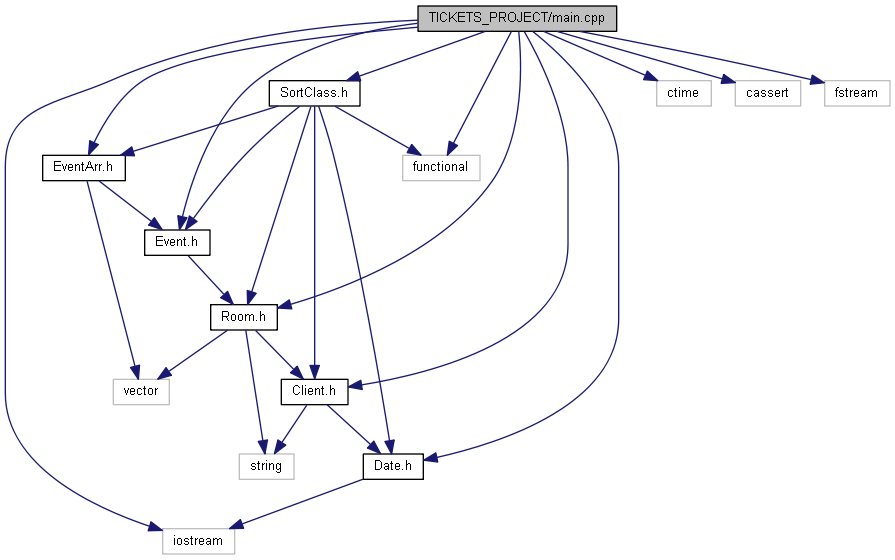 TICKETS_PROJECT/main.cpp
SortClass.h
ctime
cassert
fstream
EventArr.h
functional
Event.h
Room.h
vector
Client.h
string
Date.h
iostream